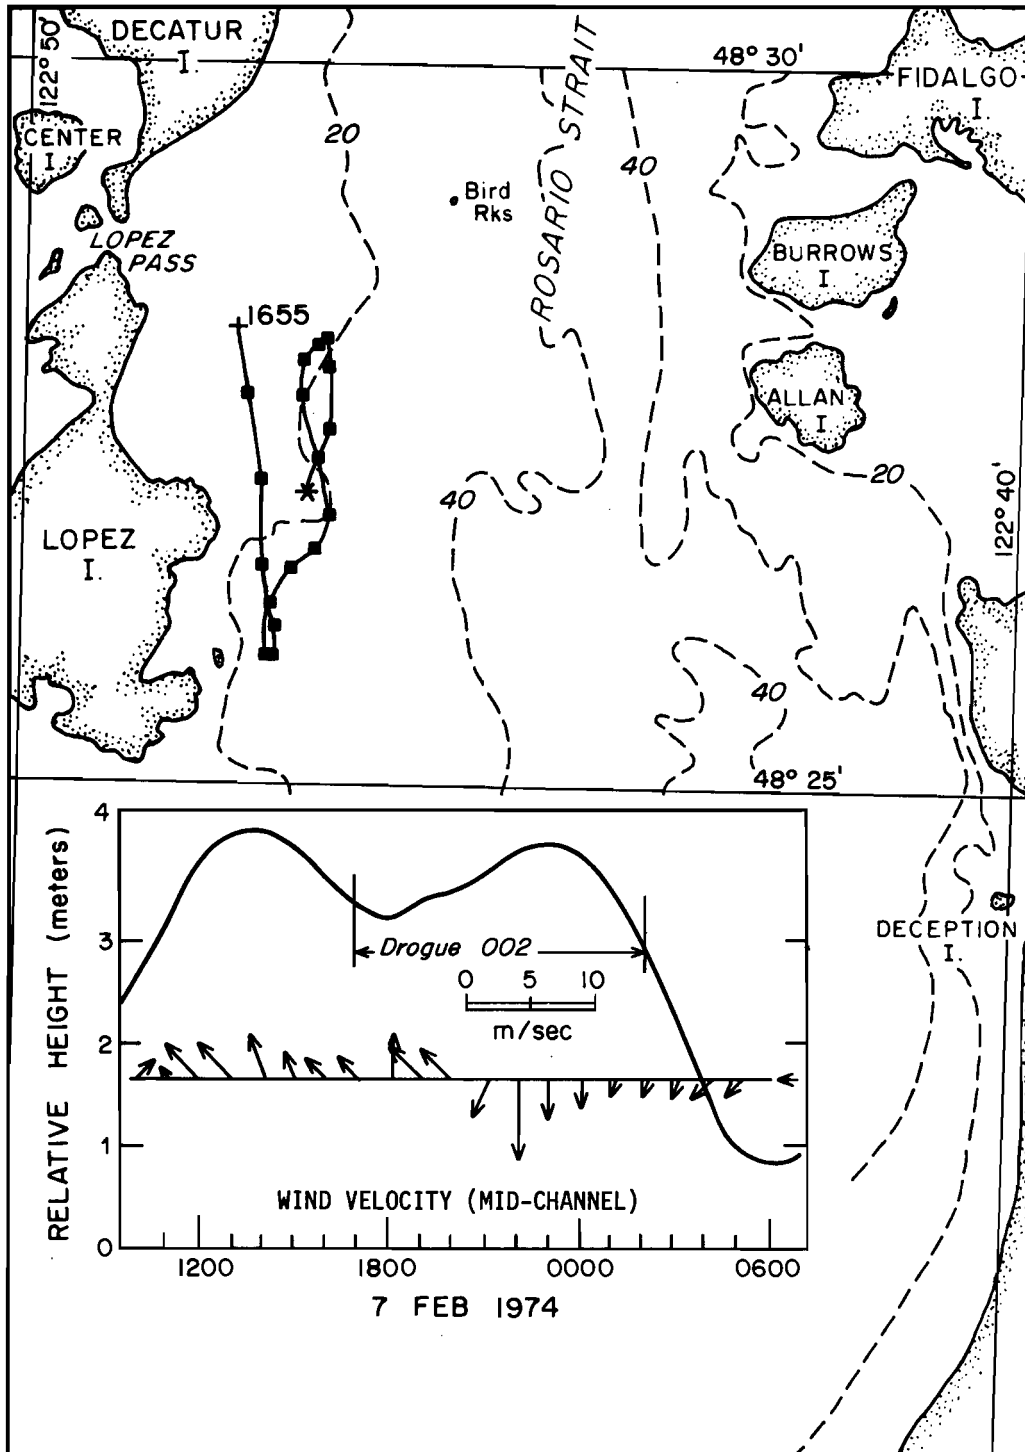 DECATUR
I.
122° 50'
48° 30'
FIDALGO
I.
CENTER
I.
20
40
ROSARIO STRAIT
Bird
Rks
LOPEZ
PASS
BURROWS
I
1655
ALLAN
I
20
40
122° 40'
LOPEZ
I.
40
48° 25'
DECEPTION
I.
RELATIVE HEIGHT (meters)
4
3
2
1
0
Drogue 002
0 5 10
m/sec
WIND VELOCITY (MID-CHANNEL)
1200 1800 0000 0600
7 FEB 1974